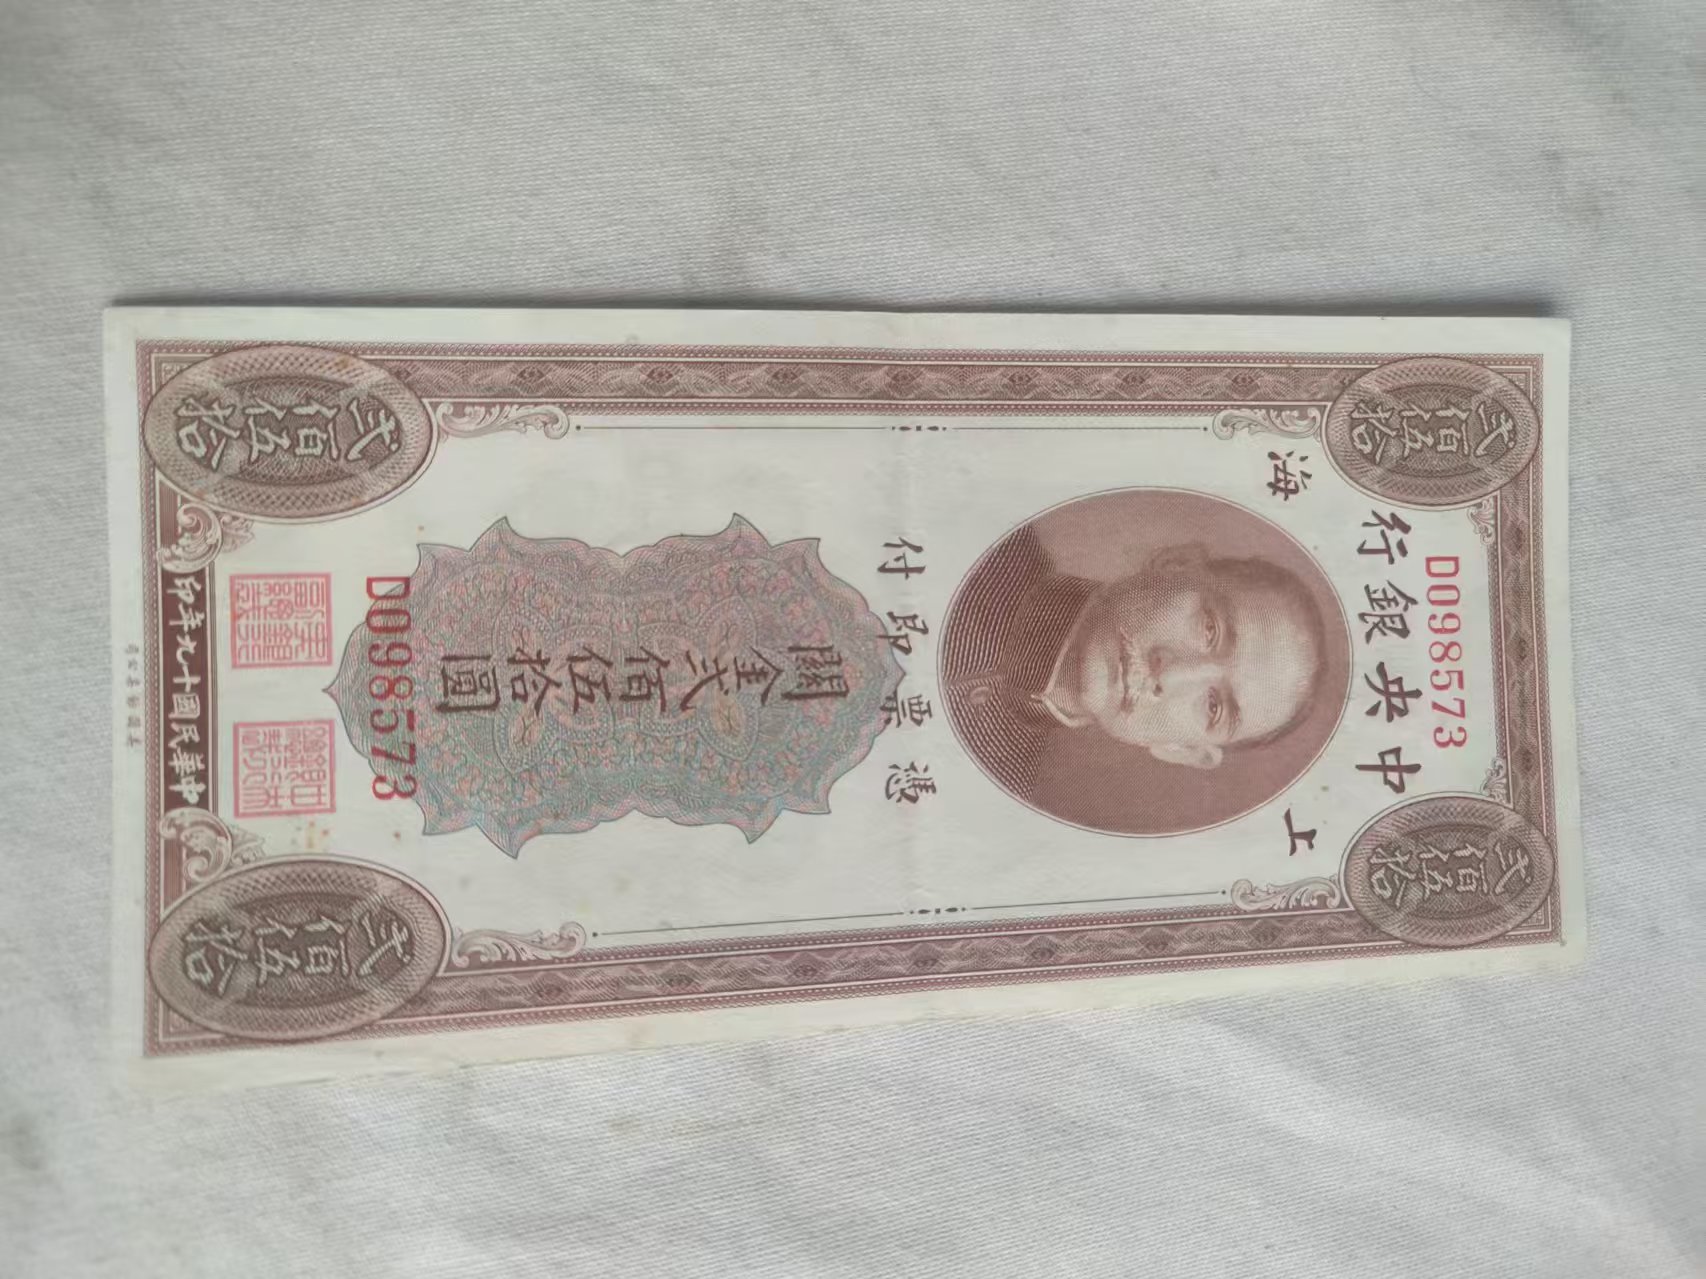 D098573
行銀央中
海 上
貳佰伍拾
貳佰伍拾
付即票憑
關金貳佰伍拾圓
D098573
貳佰伍拾
貳佰伍拾
印年九十國民華中